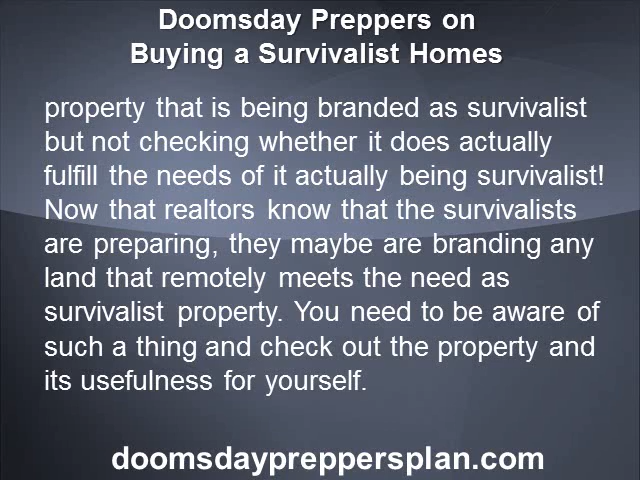 Doomsday Preppers on
Buying a Survivalist Homes
property that is being branded as survivalist
but not checking whether it does actually
fulfill the needs of it actually being survivalist!
Now that realtors know that the survivalists
are preparing, they maybe are branding any
land that remotely meets the need as
survivalist property. You need to be aware of
such a thing and check out the property and
its usefulness for yourself.
doomsdaypreppersplan.com